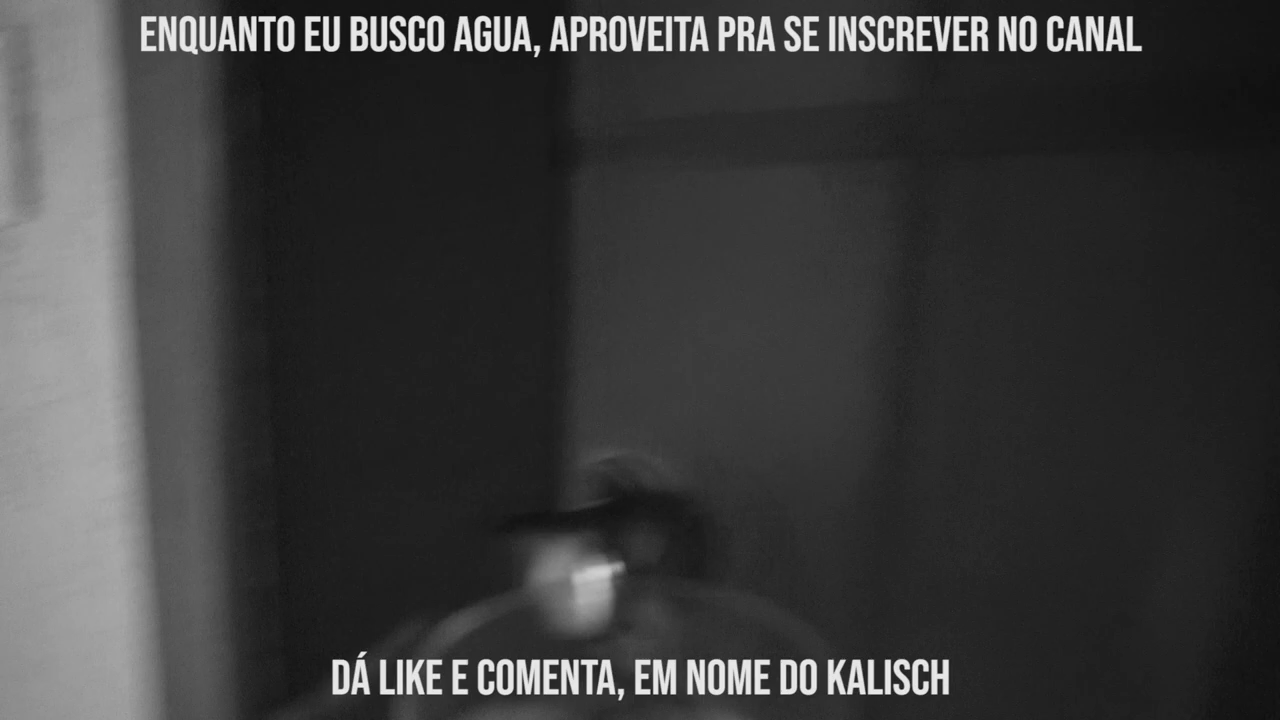 ENQUANTO EU BUSCO AGUA, APROVEITA PRA SE INSCREVER NO CANAL
DÁ LIKE E COMENTA, EM NOME DO KALISCH